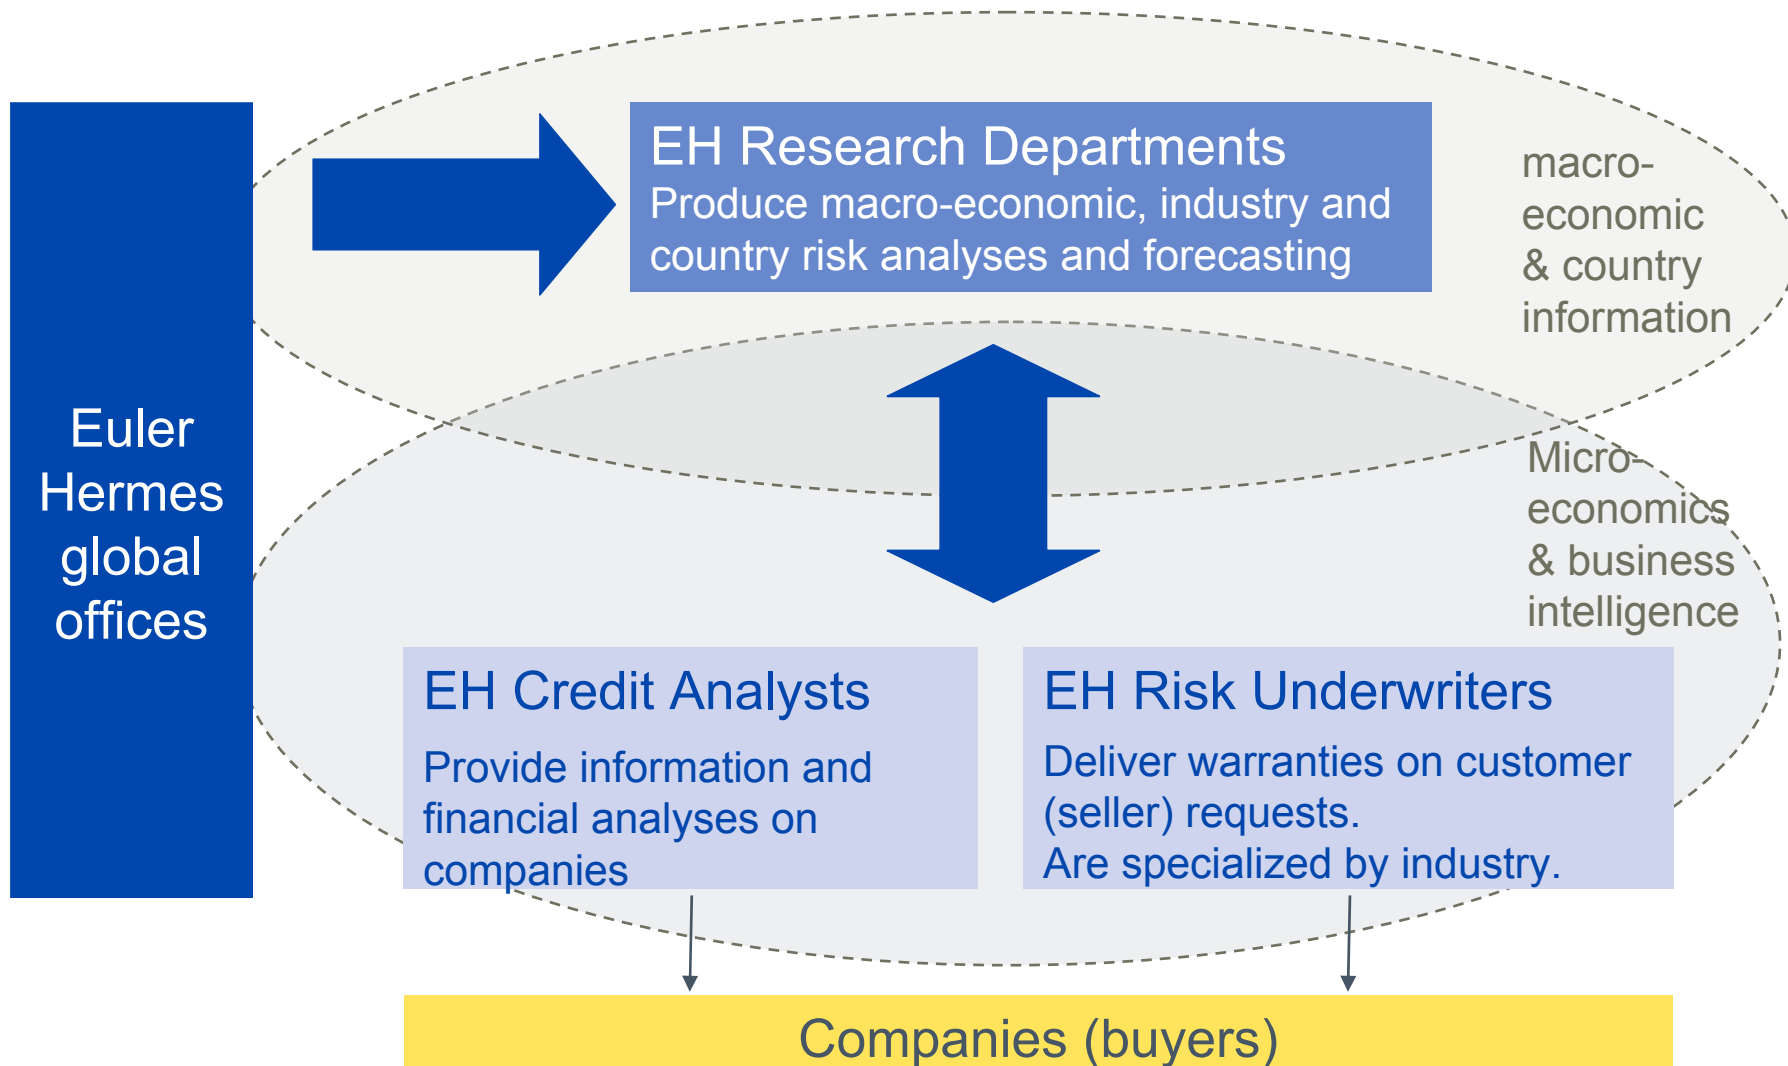 Euler
Hermes
global
offices
EH Research Departments
Produce macro-economic, industry and
country risk analyses and forecasting
macro-
economic
& country
information
Micro-
economics
& business
intelligence
EH Credit Analysts
Provide information and
financial analyses on
companies
EH Risk Underwriters
Deliver warranties on customer
(seller) requests.
Are specialized by industry.
Companies (buyers)